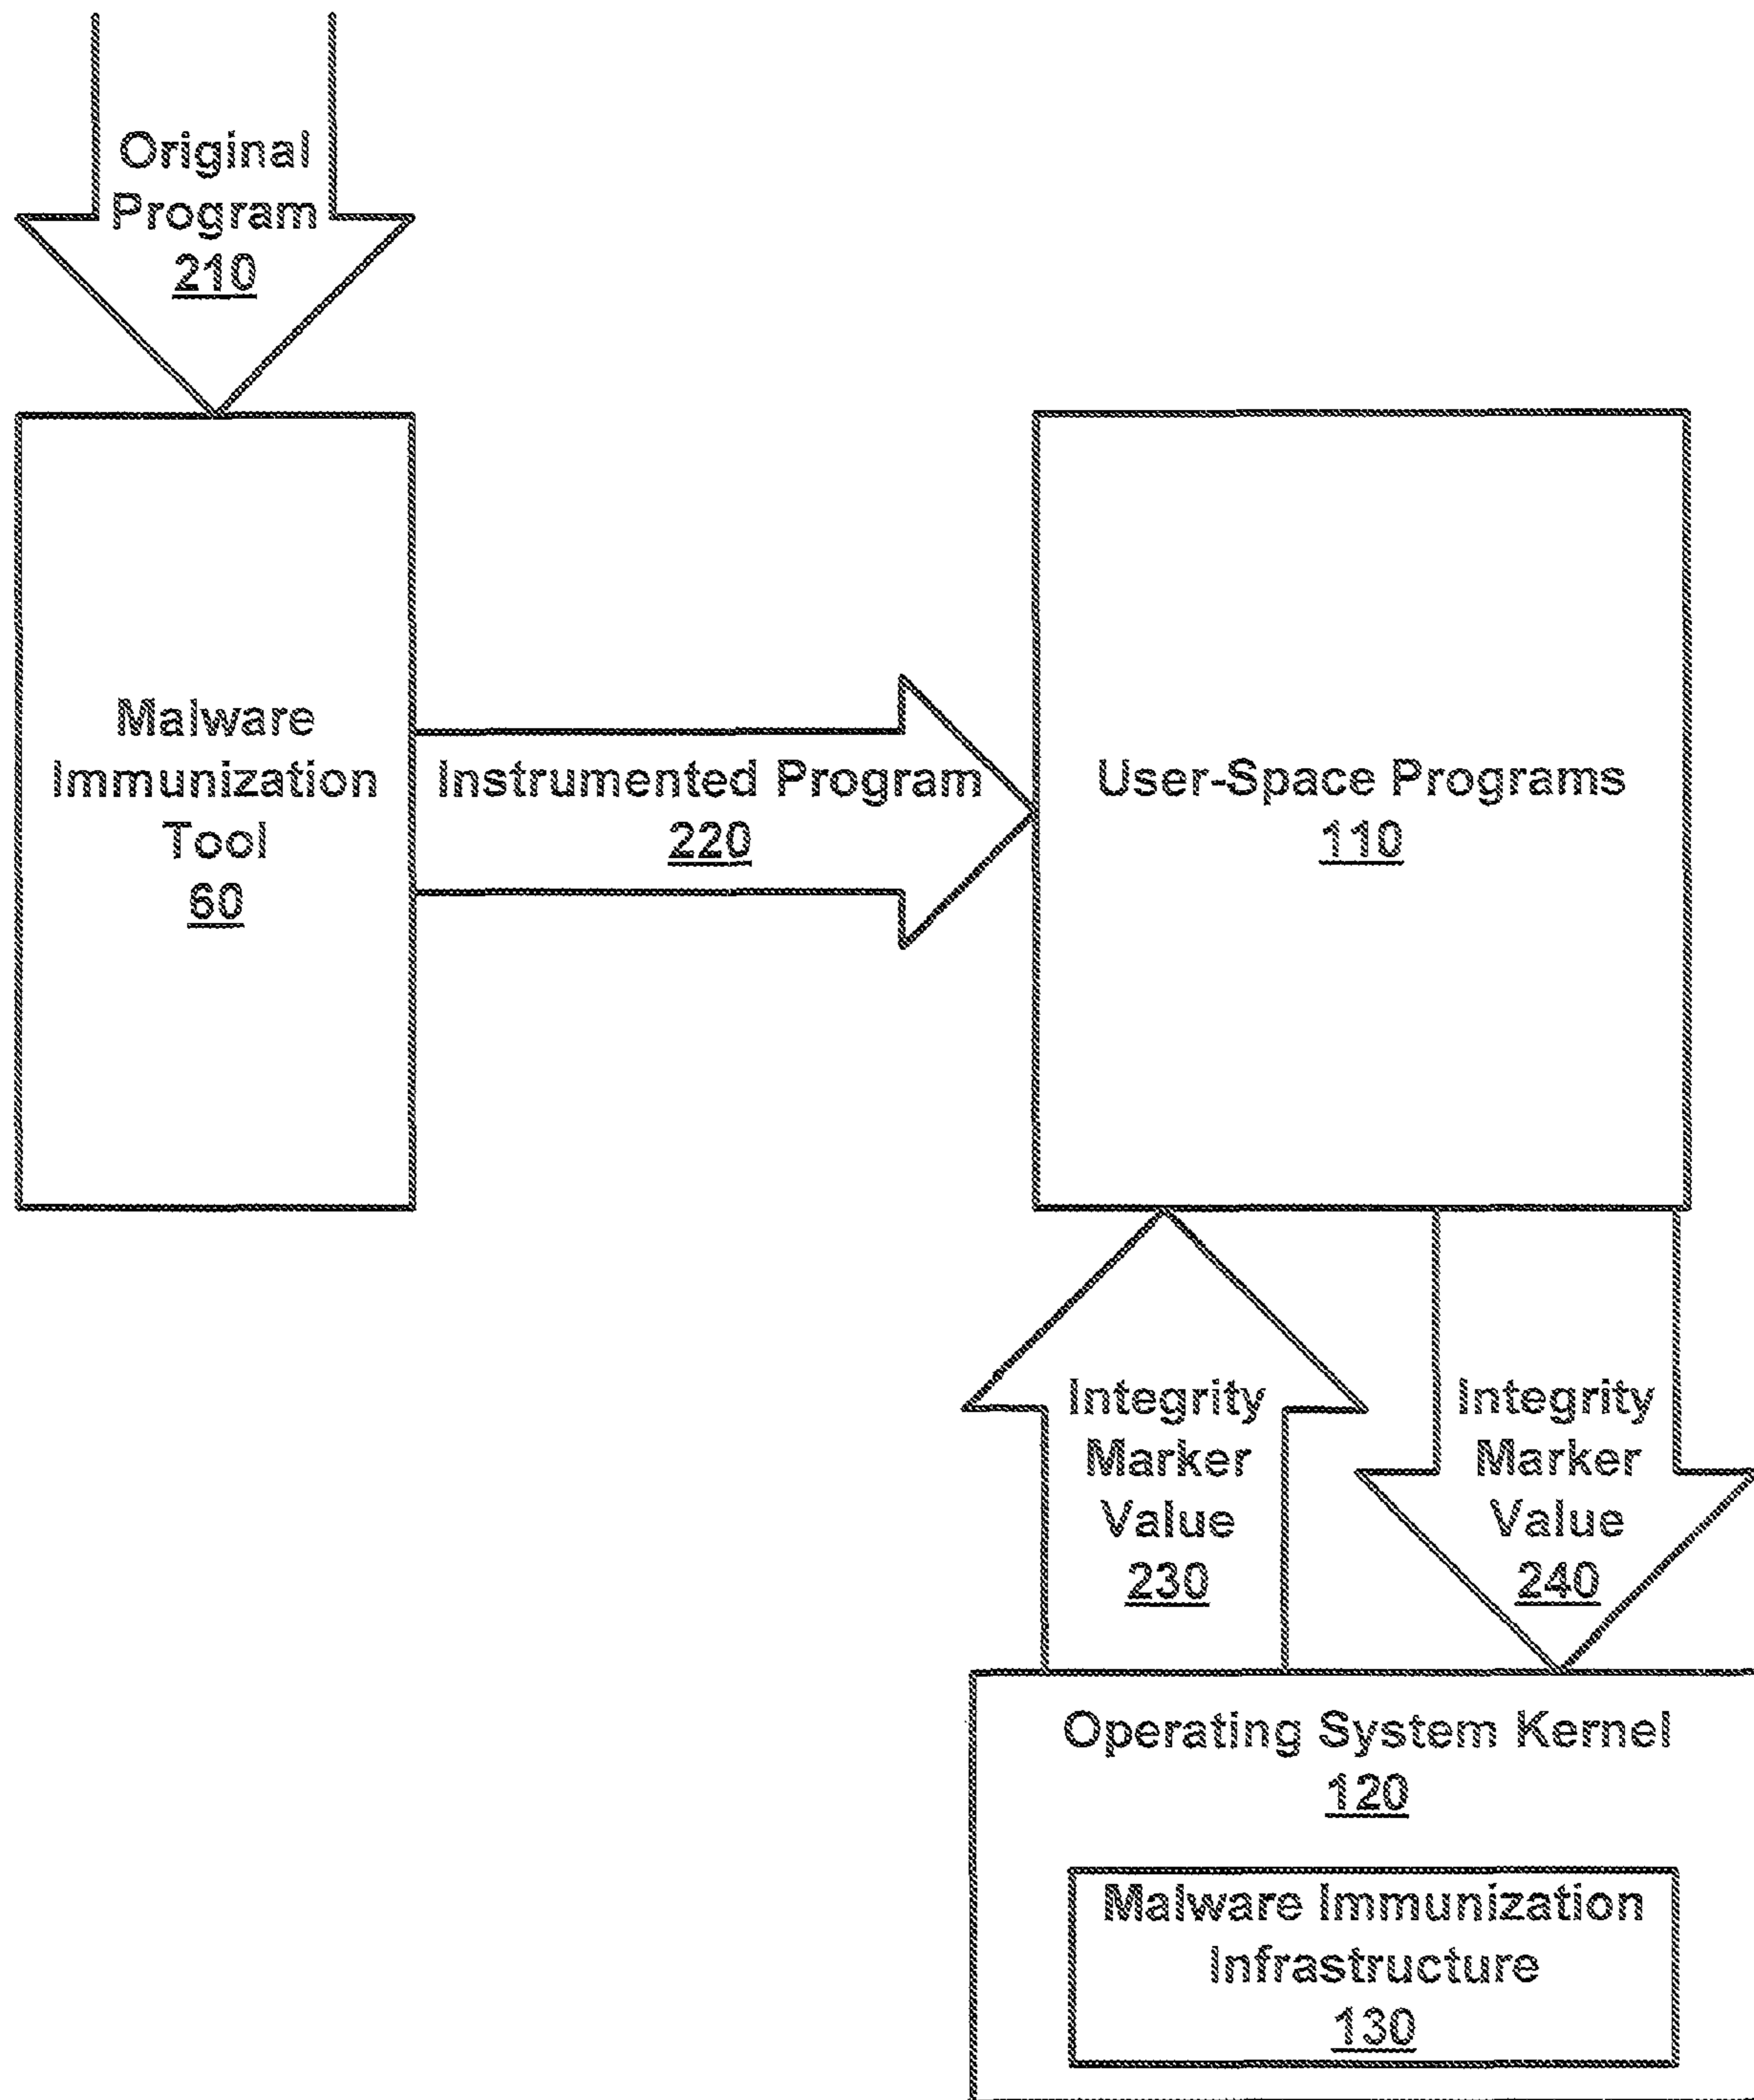 Original
Program
210
Malware
Immunization
Tool
60
Instrumented Program
220
User-Space Programs
110
Integrity
Marker
Value
230
Integrity
Marker
Value
240
Operating System Kernel
120
Malware Immunization
Infrastructure
130